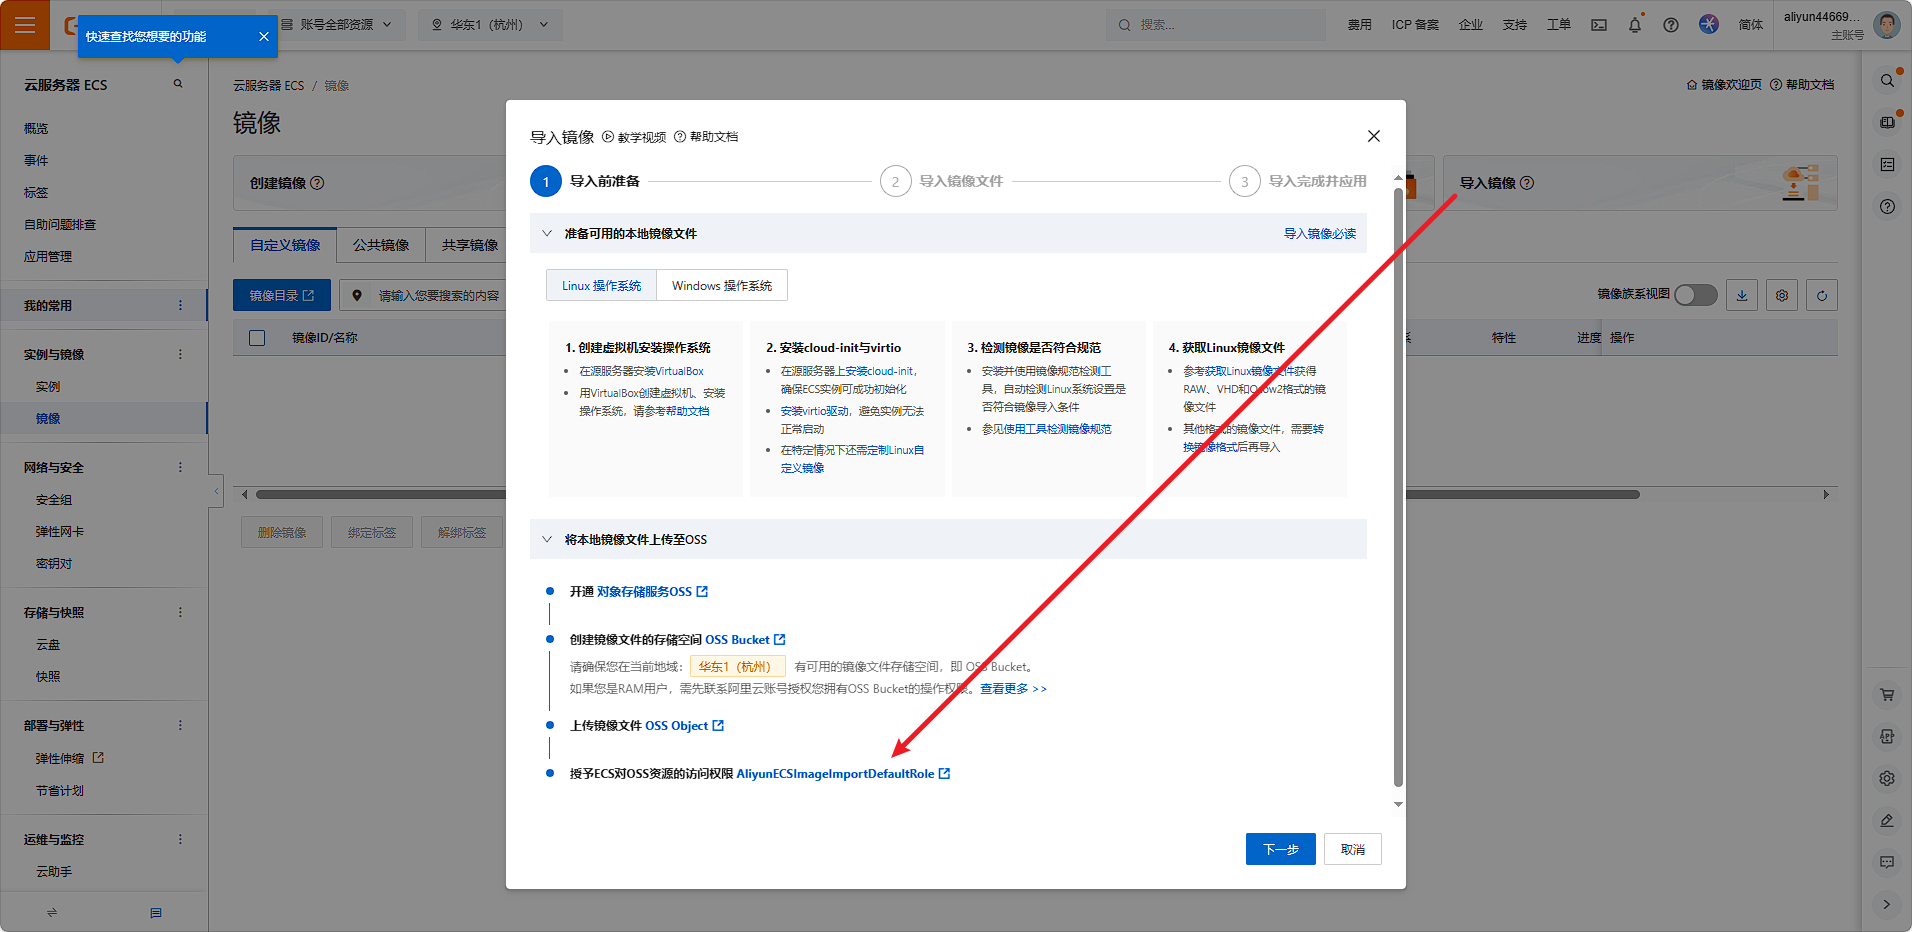 账号全部资源
华东1（杭州）
搜索...
费用
ICP 备案
企业
支持
工单
简体
aliyun44669...
主账号
快速查找您想要的功能
云服务器 ECS
概览
事件
标签
自助问题排查
应用管理
我的常用
实例与镜像
实例
镜像
网络与安全
安全组
弹性网卡
密钥对
存储与快照
云盘
快照
部署与弹性
弹性伸缩
节省计划
运维与监控
云助手
云服务器 ECS / 镜像
镜像欢迎页 帮助文档
镜像
创建镜像
导入镜像
自定义镜像 公共镜像 共享镜像
镜像目录
请输入您要搜索的内容
镜像族系视图
镜像ID/名称
系
特性
进度
操作
删除镜像
绑定标签
解绑标签
导入镜像 教学视频 帮助文档
1 导入前准备
2 导入镜像文件
3 导入完成并应用
准备可用的本地镜像文件
导入镜像必读
Linux 操作系统
Windows 操作系统
1. 创建虚拟机安装操作系统
在源服务器安装VirtualBox
用VirtualBox创建虚拟机、安装
操作系统，请参考帮助文档
2. 安装cloud-init与virtio
在源服务器上安装cloud-init，
确保ECS实例可成功初始化
安装virtio驱动，避免实例无法
正常启动
在特定情况下还需定制Linux自
定义镜像
3. 检测镜像是否符合规范
安装并使用镜像规范检测工
具，自动检测Linux系统设置是
否符合镜像导入条件
参见使用工具检测镜像规范
4. 获取Linux镜像文件
参考获取Linux镜像文件获得
RAW、VHD和Qcow2格式的镜
像文件
其他格式的镜像文件，需要转
换镜像格式后再导入
将本地镜像文件上传至OSS
开通 对象存储服务OSS
创建镜像文件的存储空间 OSS Bucket
请确保您在当前地域： 华东1（杭州） 有可用的镜像文件存储空间，即 OSS Bucket。
如果您是RAM用户，需先联系阿里云账号授权您拥有OSS Bucket的操作权限。查看更多 >>
上传镜像文件 OSS Object
授予ECS对OSS资源的访问权限 AliyunECSImageImportDefaultRole
下一步
取消